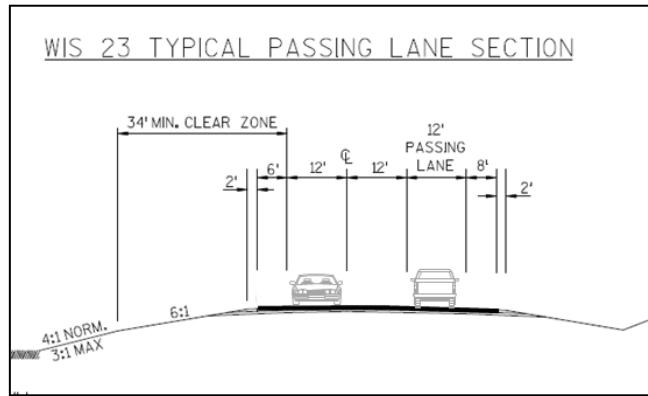 WIS 23 TYPICAL PASSING LANE SECTION
34' MIN. CLEAR ZONE
12'
PASSING
LANE
℄
2'
6'
12'
12'
8'
2'
6:1
4:1 NORM.
3:1 MAX